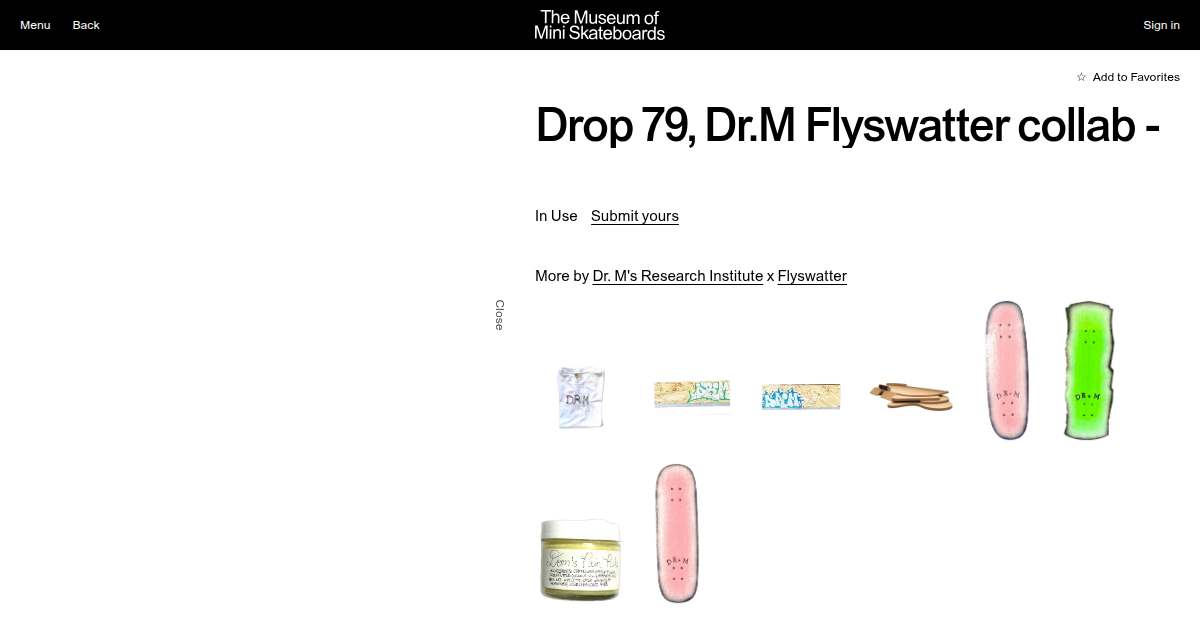 Menu Back
The Museum of
Mini Skateboards
Sign in
☆ Add to Favorites
Drop 79, Dr.M Flyswatter collab -
In Use Submit yours
More by Dr. M's Research Institute x Flyswatter
Close
DR.M
DR•M
DR•M
DR•M